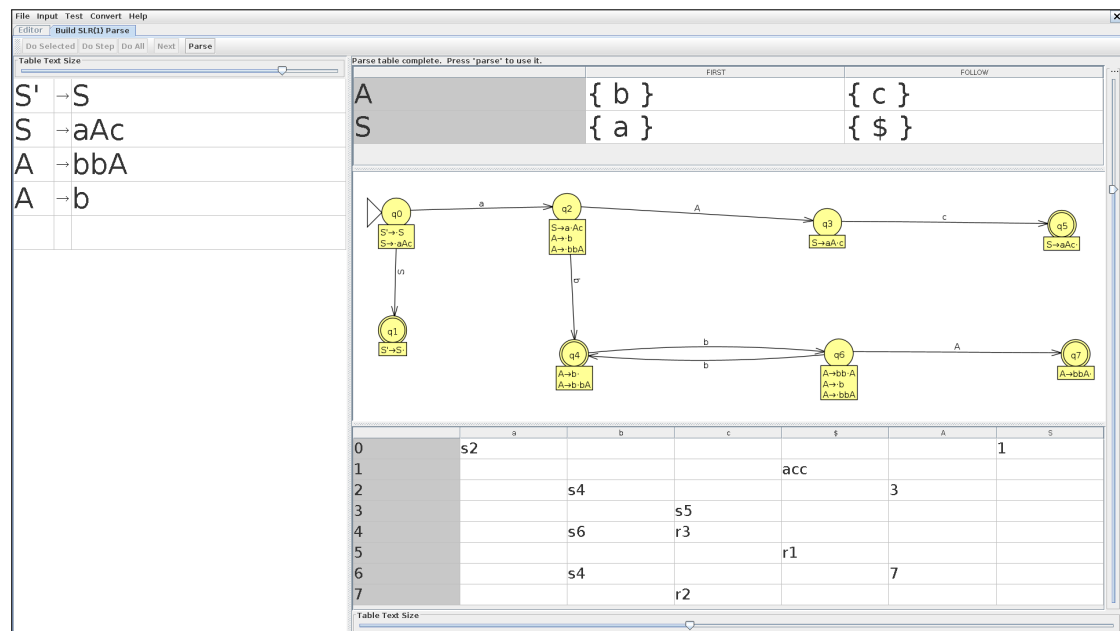 File Input Test Convert Help
Editor Build SLR(1) Parse
Do Selected Do Step Do All Next Parse
Table Text Size
S' → S
S → aAc
A → bbA
A → b
Parse table complete. Press 'parse' to use it.
FIRST FOLLOW
A { b } { c }
S { a } { $ }
q0
S'→·S
S→·aAc
a
q2
S→a·Ac
A→·b
A→·bbA
A
q3
S→aA·c
c
q5
S→aAc·
S
b
q1
S'→S·
q4
A→b·
A→b·bA
b
b
q6
A→bb·A
A→·b
A→·bbA
A
q7
A→bbA·
a b c $ A S
0 s2 1
1 acc
2 s4 3
3 s5
4 s6 r3
5 r1
6 s4 7
7 r2
Table Text Size